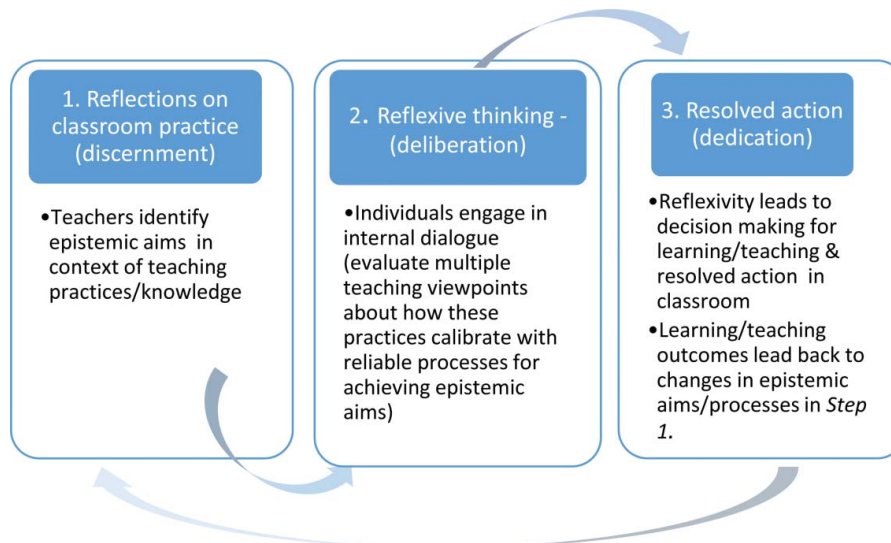 1. Reflections on
classroom practice
(discernment)
•Teachers identify
epistemic aims in
context of teaching
practices/knowledge
2. Reflexive thinking -
(deliberation)
•Individuals engage in
internal dialogue
(evaluate multiple
teaching viewpoints
about how these
practices calibrate with
reliable processes for
achieving epistemic
aims)
3. Resolved action
(dedication)
•Reflexivity leads to
decision making for
learning/teaching &
resolved action in
classroom
•Learning/teaching
outcomes lead back to
changes in epistemic
aims/processes in Step
1.